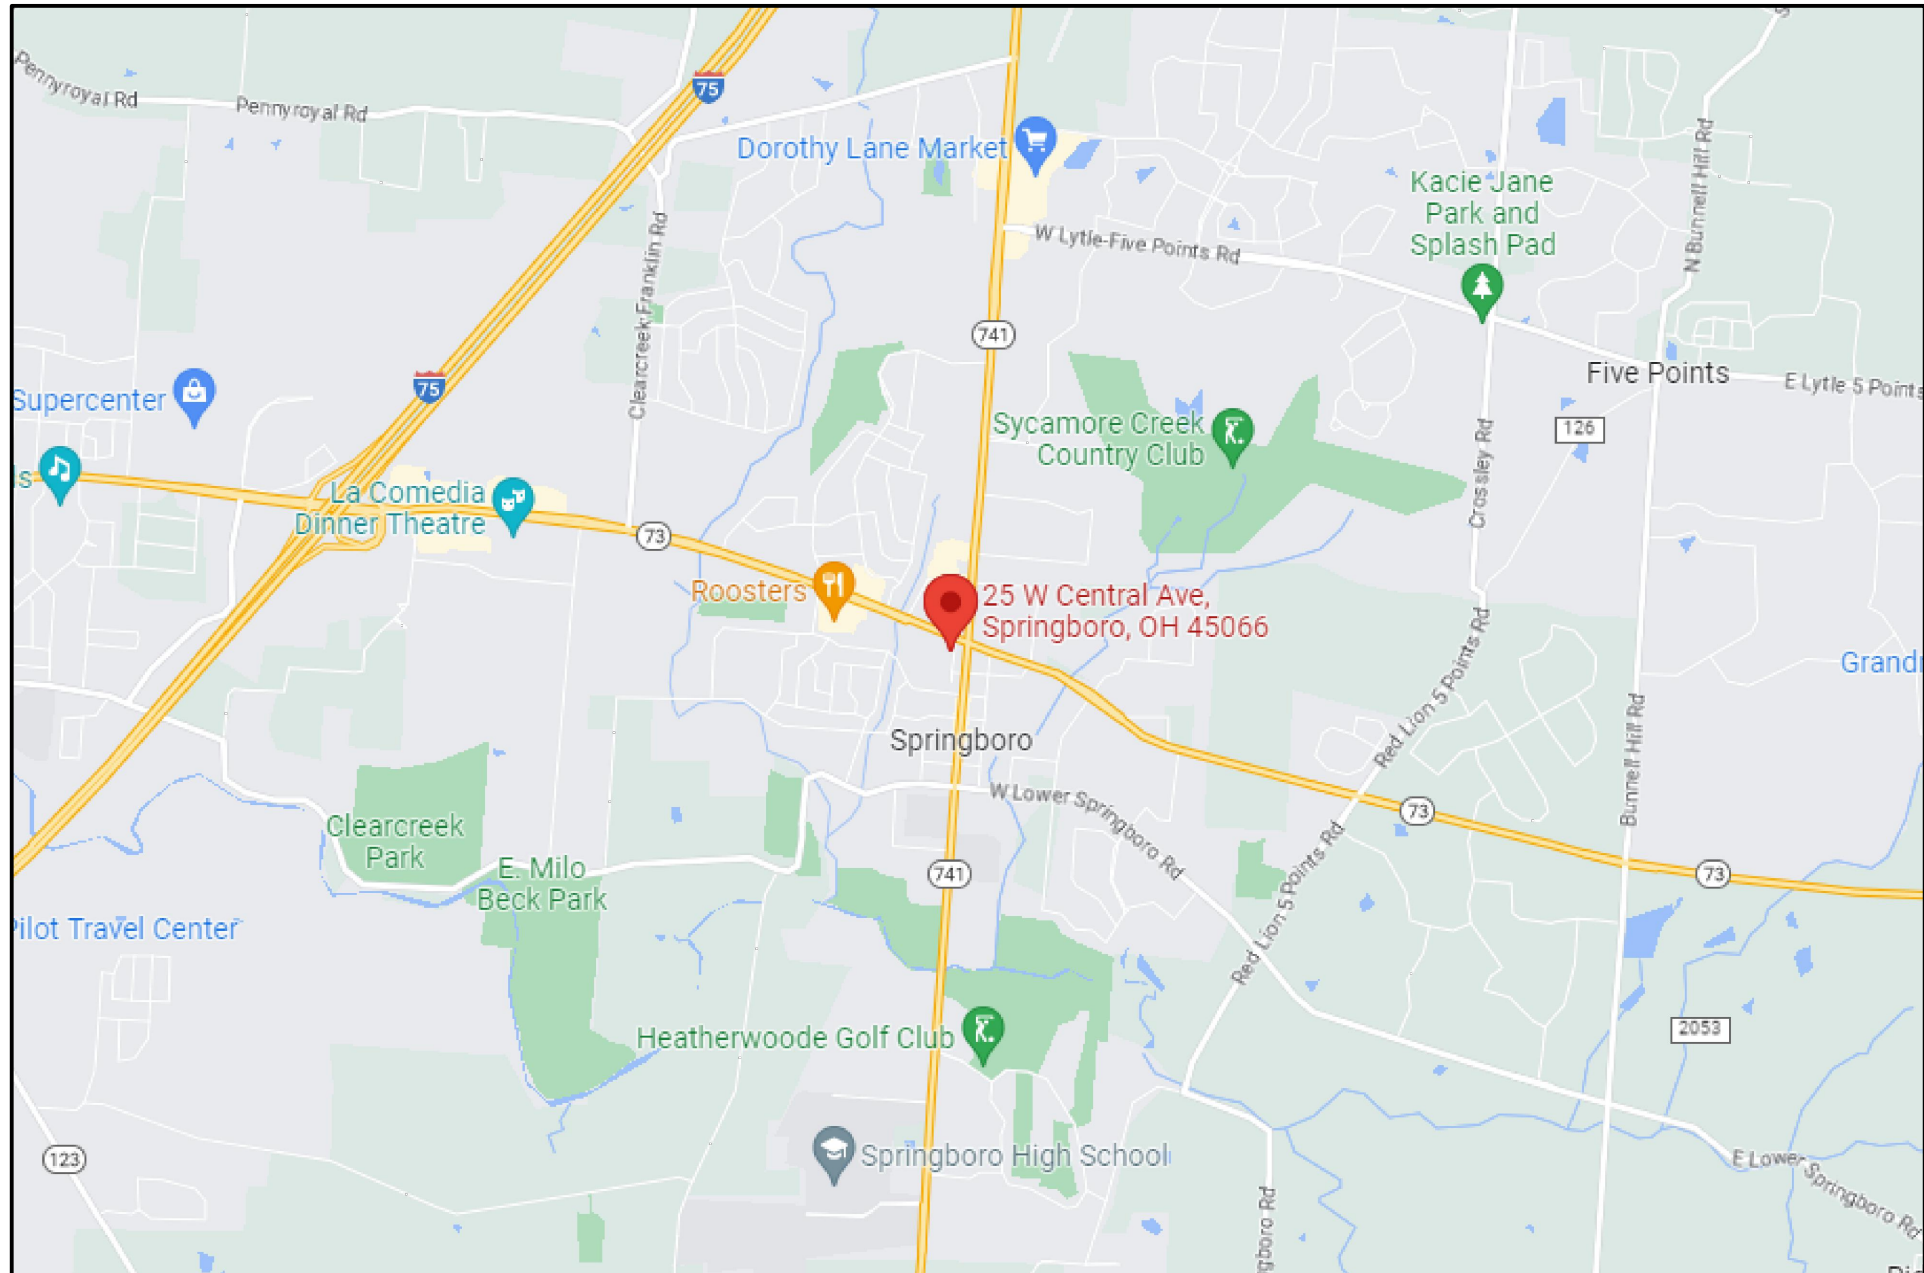 Pennyroyal Rd
Pennyroyal Rd
75
Dorothy Lane Market
Kacie Jane
Park and
Splash Pad
N Bunnell Hill Rd
W Lytle-Five Points Rd
Clearcreek Franklin Rd
741
75
Supercenter
Five Points
E Lytle 5 Points
126
Sycamore Creek
Country Club
Crossley Rd
ls
La Comedia
Dinner Theatre
73
Roosters
25 W Central Ave,
Springboro, OH 45066
Red Lion 5 Points Rd
Grand
Bunnell Hill Rd
Springboro
W Lower Springboro Rd
73
Clearcreek
Park
E. Milo
Beck Park
741
73
Red Lion 5 Points Rd
Pilot Travel Center
2053
Heatherwoode Golf Club
Springboro High School
123
E Lower Springboro Rd
gboro Rd